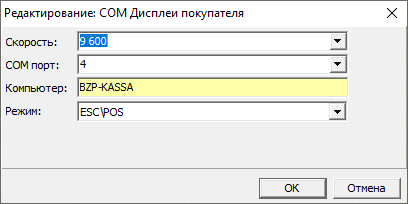 Редактирование: COM Дисплеи покупателя
Скорость: 9 600
COM порт: 4
Компьютер: BZP-KASSA
Режим: ESC\POS
OK Отмена